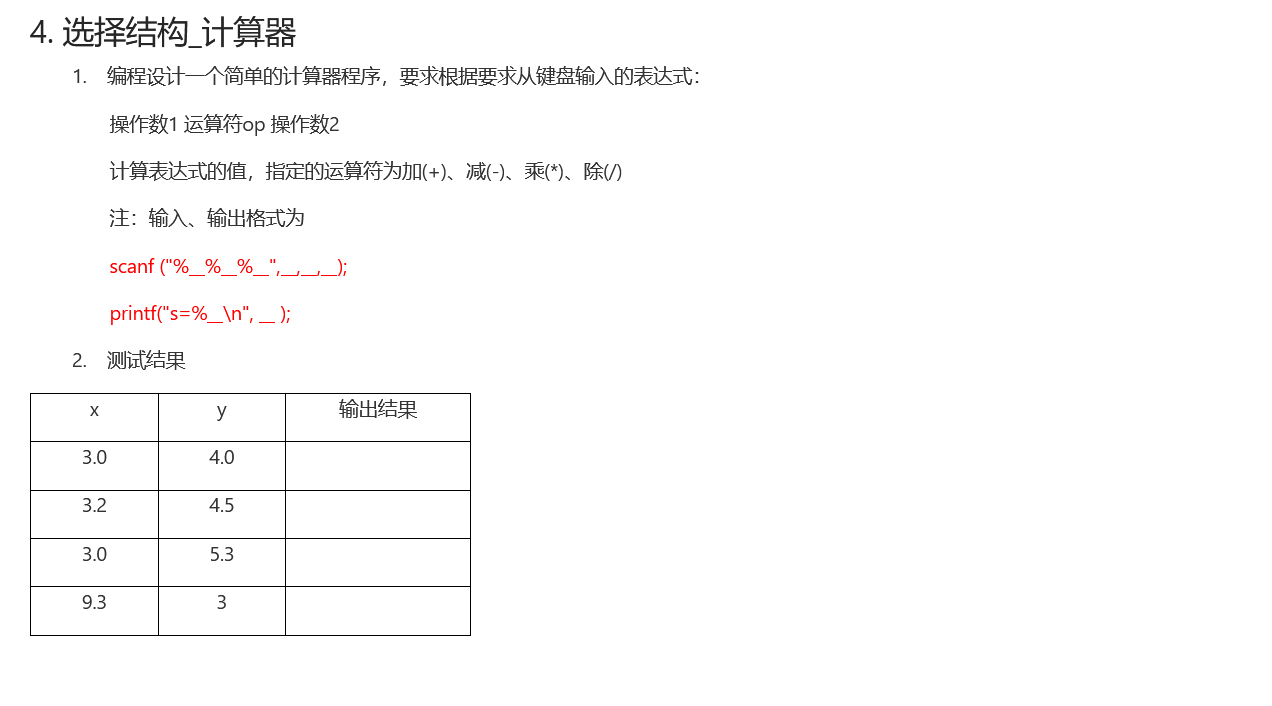 4. 选择结构_计算器
1. 编程设计一个简单的计算器程序，要求根据要求从键盘输入的表达式：
操作数1 运算符op 操作数2
计算表达式的值，指定的运算符为加(+)、减(-)、乘(*)、除(/)
注：输入、输出格式为
scanf ("%__%__%__",__,__,__);
printf("s=%__\n", __ );
2. 测试结果
x y 输出结果
3.0 4.0
3.2 4.5
3.0 5.3
9.3 3